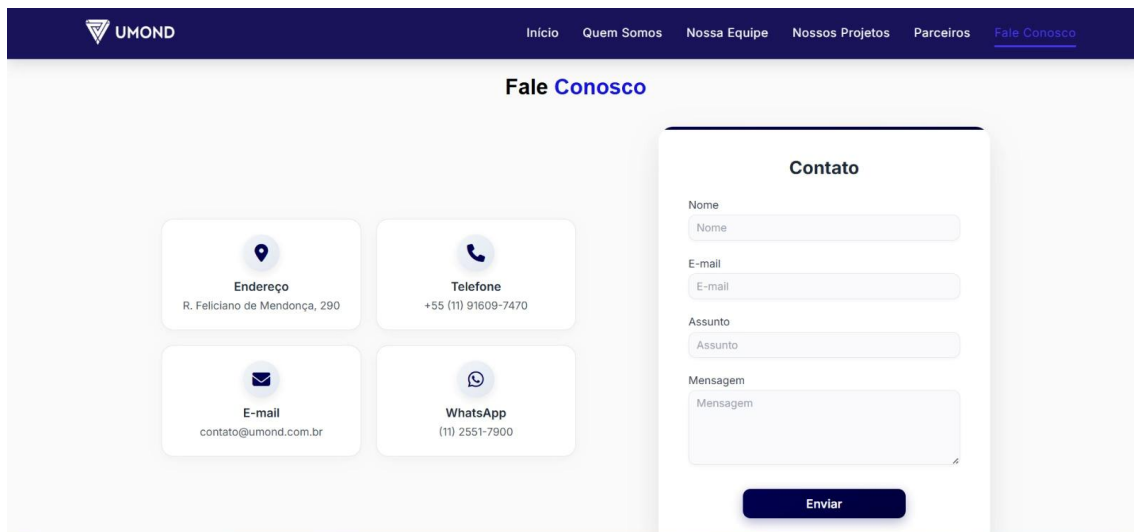 UMOND
Início Quem Somos Nossa Equipe Nossos Projetos Parceiros Fale Conosco
Fale Conosco
Endereço
R. Feliciano de Mendonça, 290
Telefone
+55 (11) 91609-7470
E-mail
contato@umond.com.br
WhatsApp
(11) 2551-7900
Contato
Nome
Nome
E-mail
E-mail
Assunto
Assunto
Mensagem
Mensagem
Enviar